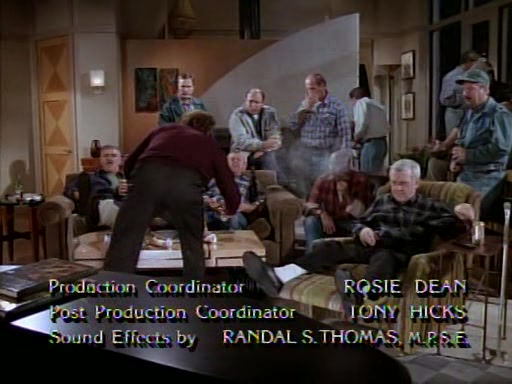 Production Coordinator ROSIE DEAN
Post Production Coordinator TONY HICKS
Sound Effects by RANDAL S. THOMAS, M.P.S.E.